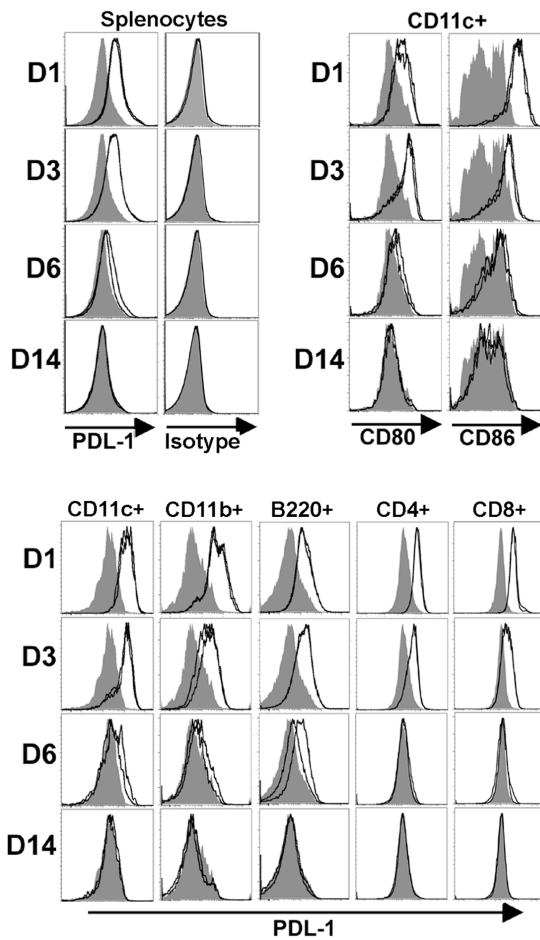 Splenocytes
CD11c+
D1
D1
D3
D3
D6
D6
D14
D14
PDL-1
Isotype
CD80
CD86
CD11c+
CD11b+
B220+
CD4+
CD8+
D1
D3
D6
D14
PDL-1